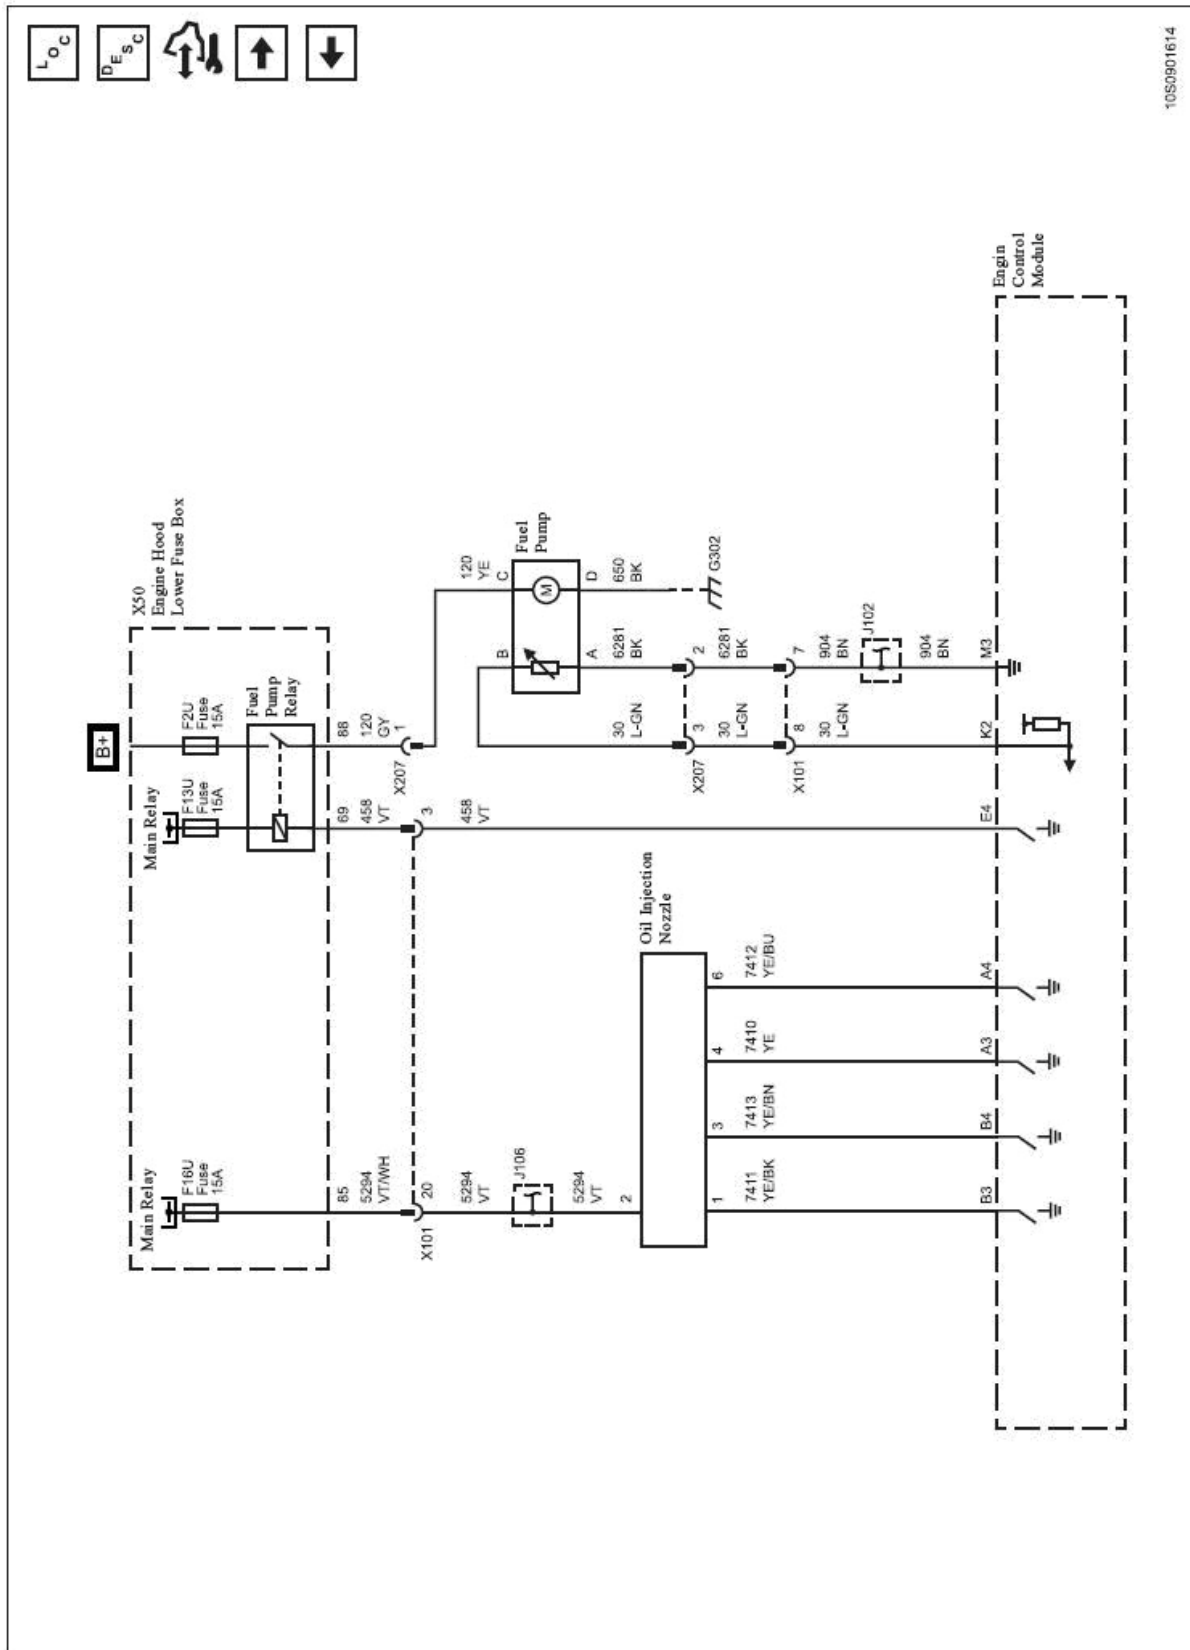 LOC
DESC
B+
X50
Engine Hood
Lower Fuse Box
Main Relay
F16U
Fuse
15A
Main Relay
F13U
Fuse
15A
F2U
Fuse
15A
Fuel
Pump
Relay
85
5294
VT/WH
69
458
VT
88
120
GY
X101
20
3
X207
1
5294
VT
458
VT
J106
5294
VT
2
120
YE
C
B
Fuel
Pump
M
A
D
6281
BK
650
BK
G302
30
L-GN
X207
3
2
30
L-GN
6281
BK
X101
8
7
30
L-GN
904
BN
J102
904
BN
Oil Injection
Nozzle
1
3
4
6
7411
YE/BK
7413
YE/BN
7410
YE
7412
YE/BU
B3
B4
A3
A4
E4
K2
M3
Engin
Control
Module
10S0901614